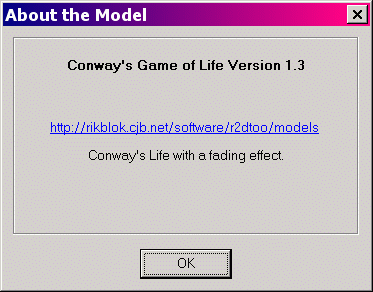 About the Model
Conway's Game of Life Version 1.3
http://rikblok.cjb.net/software/r2dtoo/models
Conway's Life with a fading effect.
OK